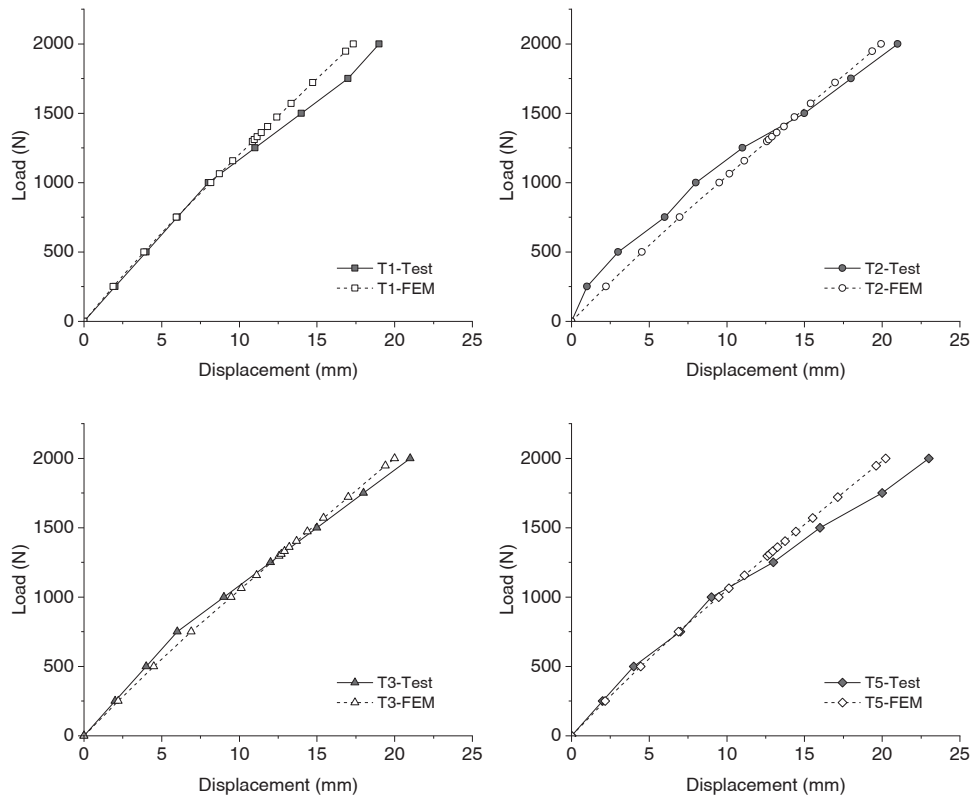 2000
1500
1000
500
0
Load (N)
T1-Test
T1-FEM
0 5 10 15 20 25
Displacement (mm)
2000
1500
1000
500
0
Load (N)
T2-Test
T2-FEM
0 5 10 15 20 25
Displacement (mm)
2000
1500
1000
500
0
Load (N)
T3-Test
T3-FEM
0 5 10 15 20 25
Displacement (mm)
2000
1500
1000
500
0
Load (N)
T5-Test
T5-FEM
0 5 10 15 20 25
Displacement (mm)